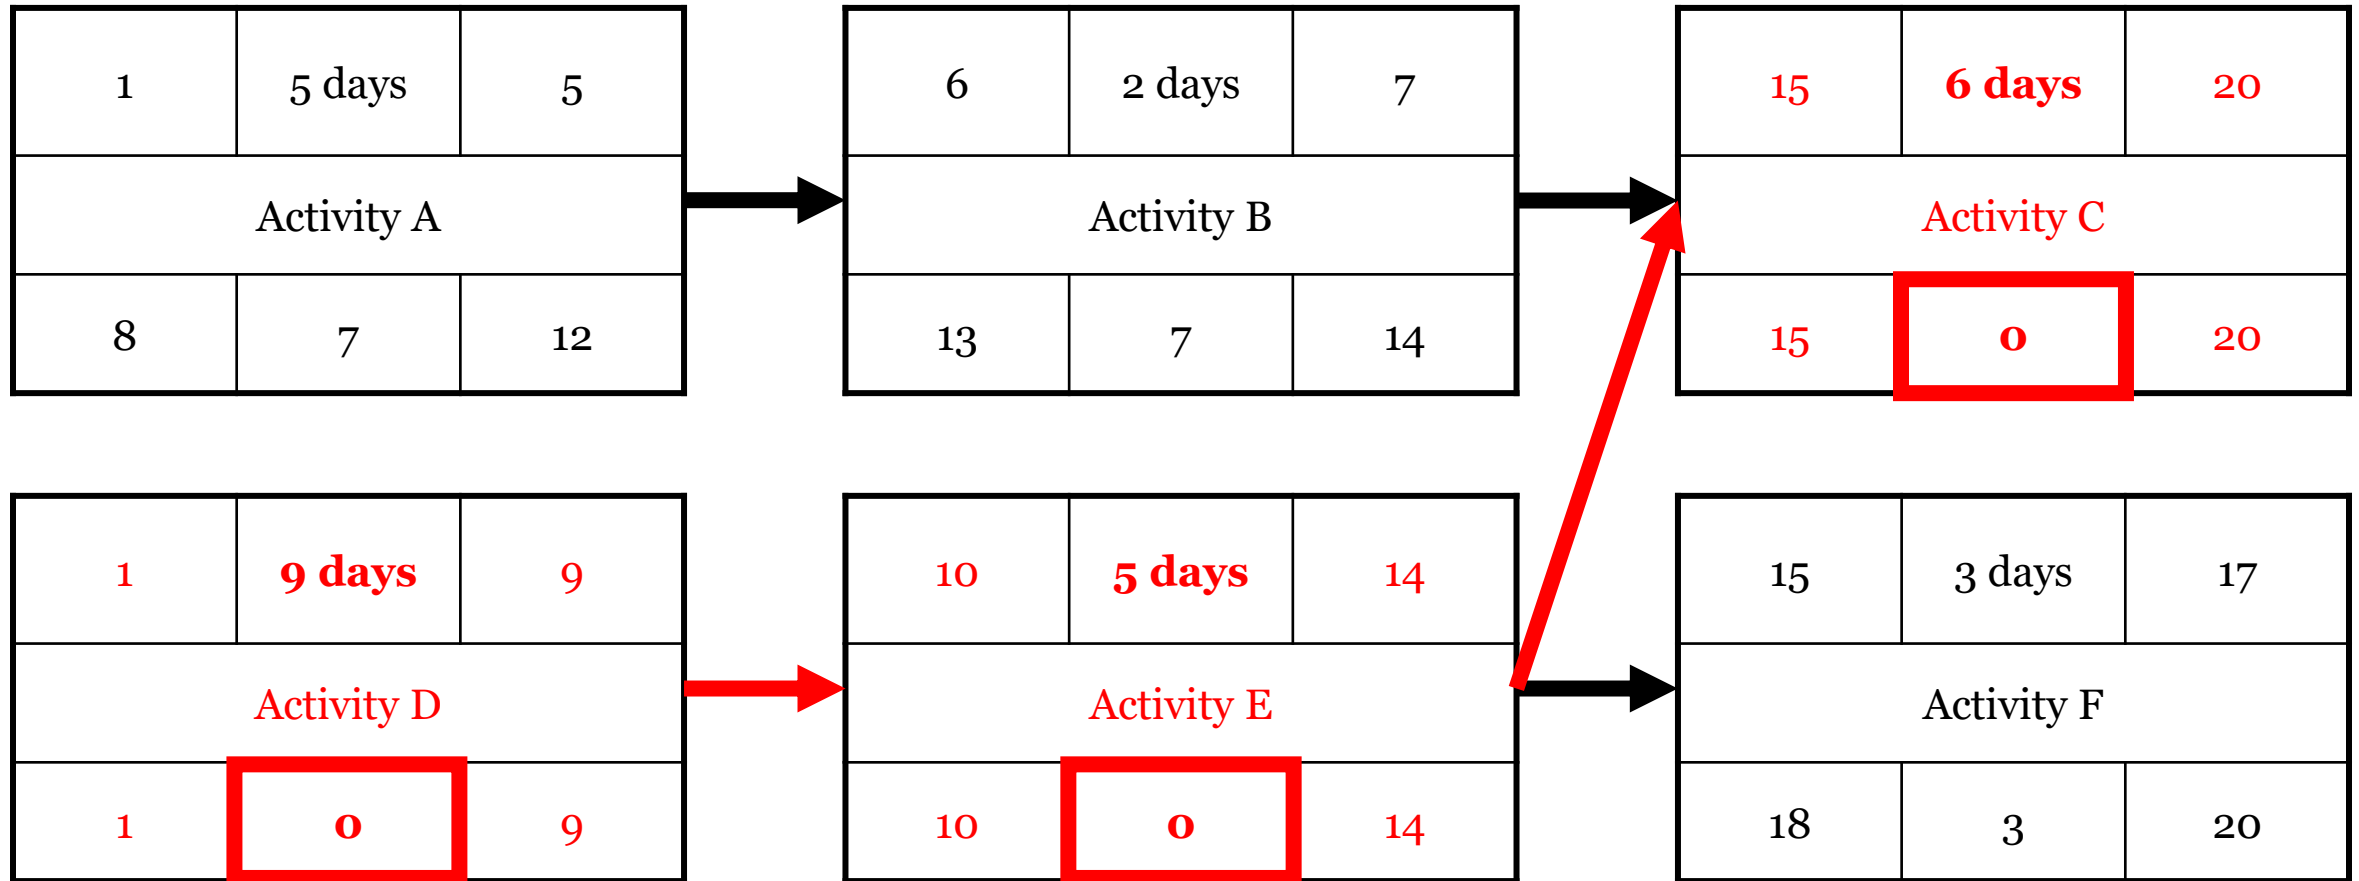 1 5 days 5 6 2 days 7 15 6 days 20
Activity A Activity B Activity C
8 7 12 13 7 14 15 0 20
1 9 days 9 10 5 days 14 15 3 days 17
Activity D Activity E Activity F
1 0 9 10 0 14 18 3 20